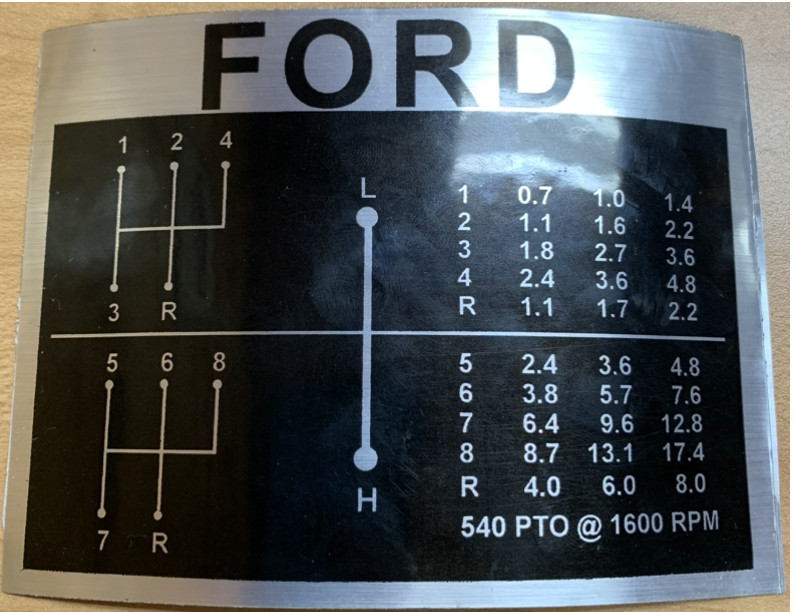 FORD
1 2 4
3 R
L
1 0.7 1.0 1.4
2 1.1 1.6 2.2
3 1.8 2.7 3.6
4 2.4 3.6 4.8
R 1.1 1.7 2.2
5 6 8
7 R
H
5 2.4 3.6 4.8
6 3.8 5.7 7.6
7 6.4 9.6 12.8
8 8.7 13.1 17.4
R 4.0 6.0 8.0
540 PTO @ 1600 RPM